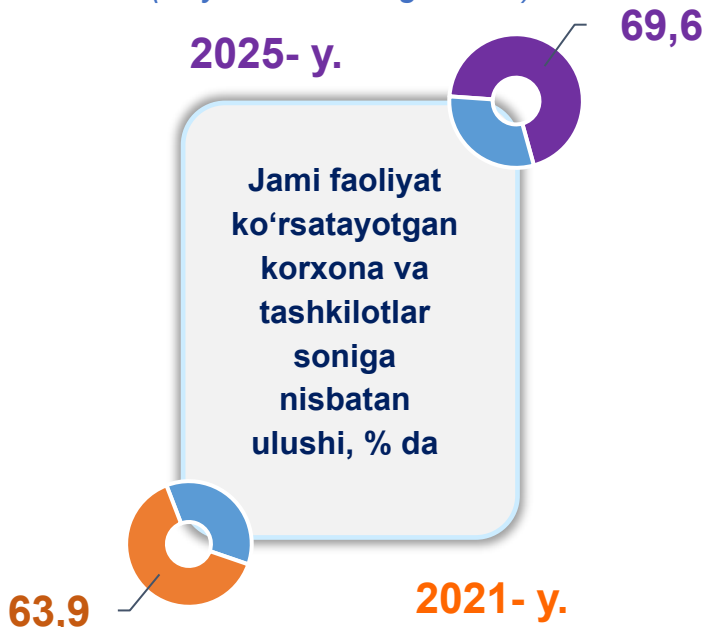 69,6
2025- y.
Jami faoliyat
ko‘rsatayotgan
korxona va
tashkilotlar
soniga
nisbatan
ulushi, % da
63,9
2021- y.